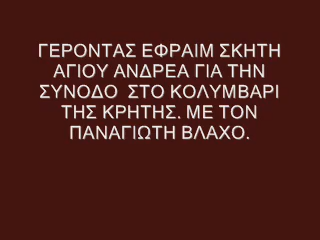 ΓΕΡΟΝΤΑΣ ΕΦΡΑΙΜ ΣΚΗΤΗ
ΑΓΙΟΥ ΑΝΔΡΕΑ ΓΙΑ ΤΗΝ
ΣΥΝΟΔΟ  ΣΤΟ ΚΟΛΥΜΒΑΡΙ
ΤΗΣ ΚΡΗΤΗΣ. ΜΕ ΤΟΝ
ΠΑΝΑΓΙΩΤΗ ΒΛΑΧΟ.